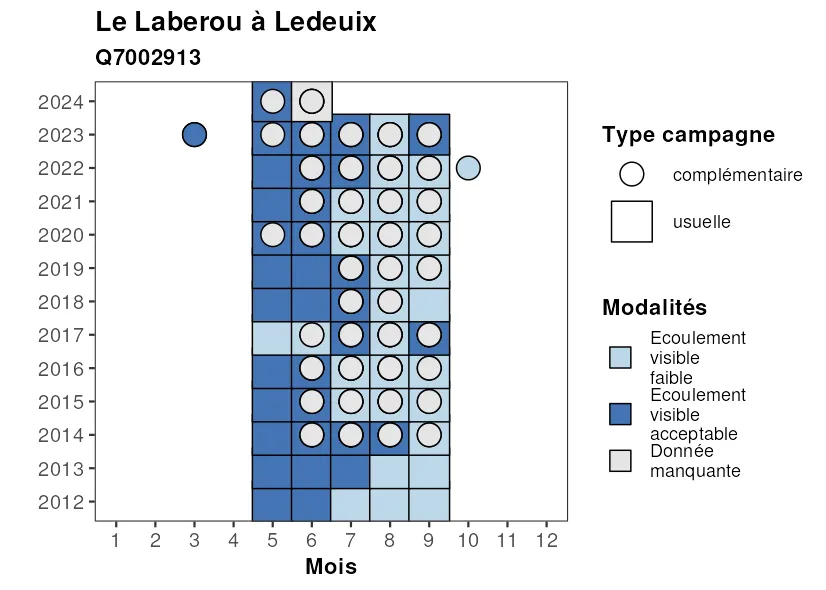 Le Laberou à Ledeuix
Q7002913
2024
2023
2022
2021
2020
2019
2018
2017
2016
2015
2014
2013
2012
1 2 3 4 5 6 7 8 9 10 11 12
Mois
Type campagne
complémentaire
usuelle
Modalités
Ecoulement
visible
faible
Ecoulement
visible
acceptable
Donnée
manquante